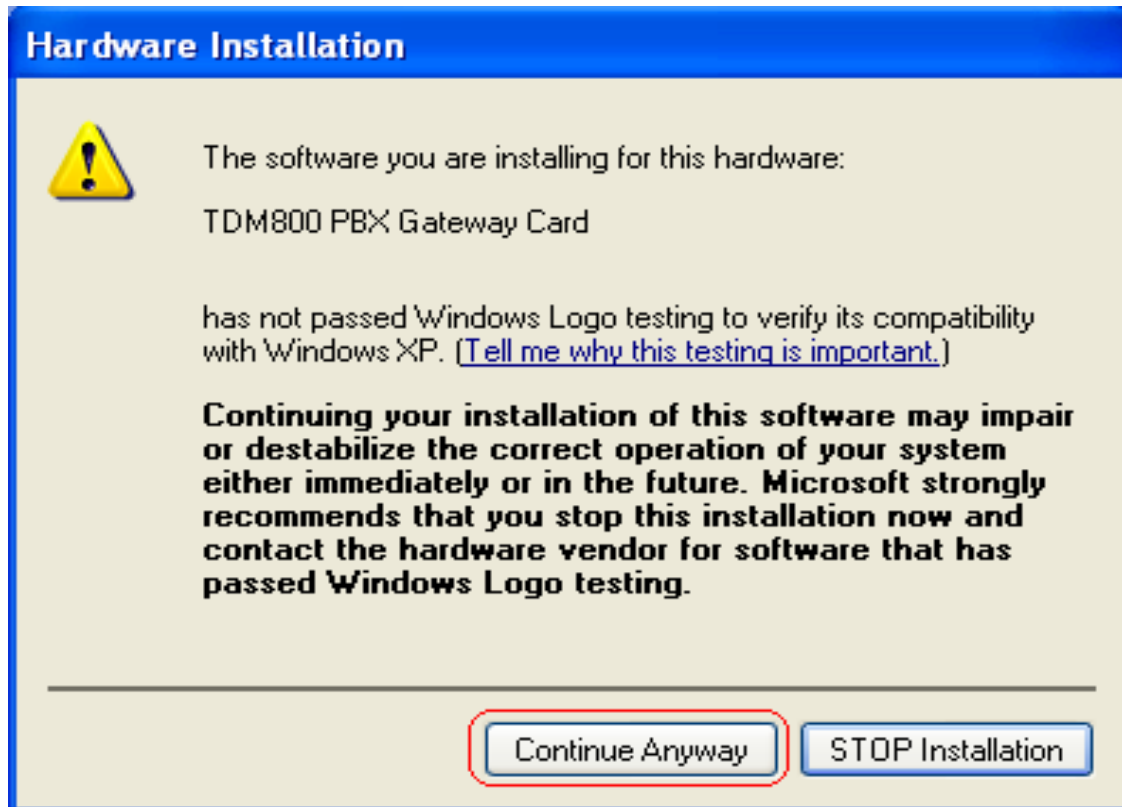 Hardware Installation
The software you are installing for this hardware:
TDM800 PBX Gateway Card
has not passed Windows Logo testing to verify its compatibility
with Windows XP. (Tell me why this testing is important.)
Continuing your installation of this software may impair
or destabilize the correct operation of your system
either immediately or in the future. Microsoft strongly
recommends that you stop this installation now and
contact the hardware vendor for software that has
passed Windows Logo testing.
Continue Anyway
STOP Installation